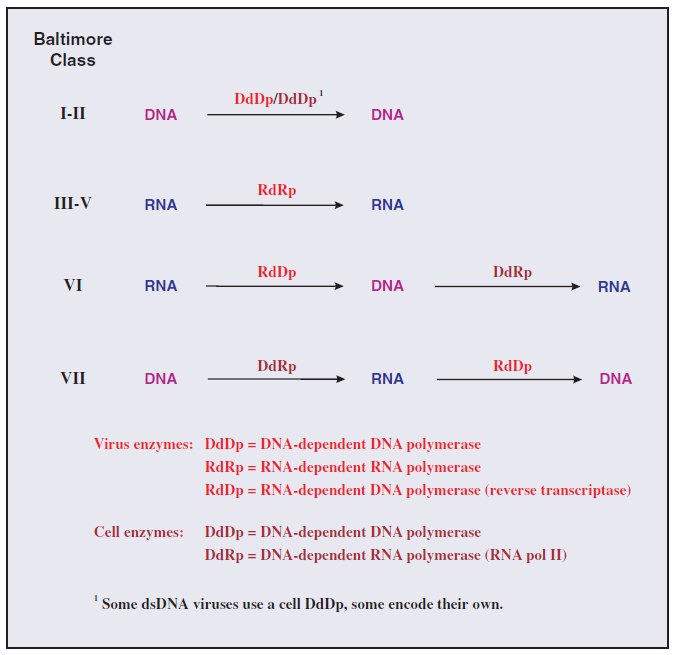 Baltimore
Class
DdDp/DdDp ¹
I-II DNA DNA
RdRp
III-V RNA RNA
RdDp DdRp
VI RNA DNA RNA
DdRp RdDp
VII DNA RNA DNA
Virus enzymes: DdDp = DNA-dependent DNA polymerase
RdRp = RNA-dependent RNA polymerase
RdDp = RNA-dependent DNA polymerase (reverse transcriptase)
Cell enzymes: DdDp = DNA-dependent DNA polymerase
DdRp = DNA-dependent RNA polymerase (RNA pol II)
¹ Some dsDNA viruses use a cell DdDp, some encode their own.